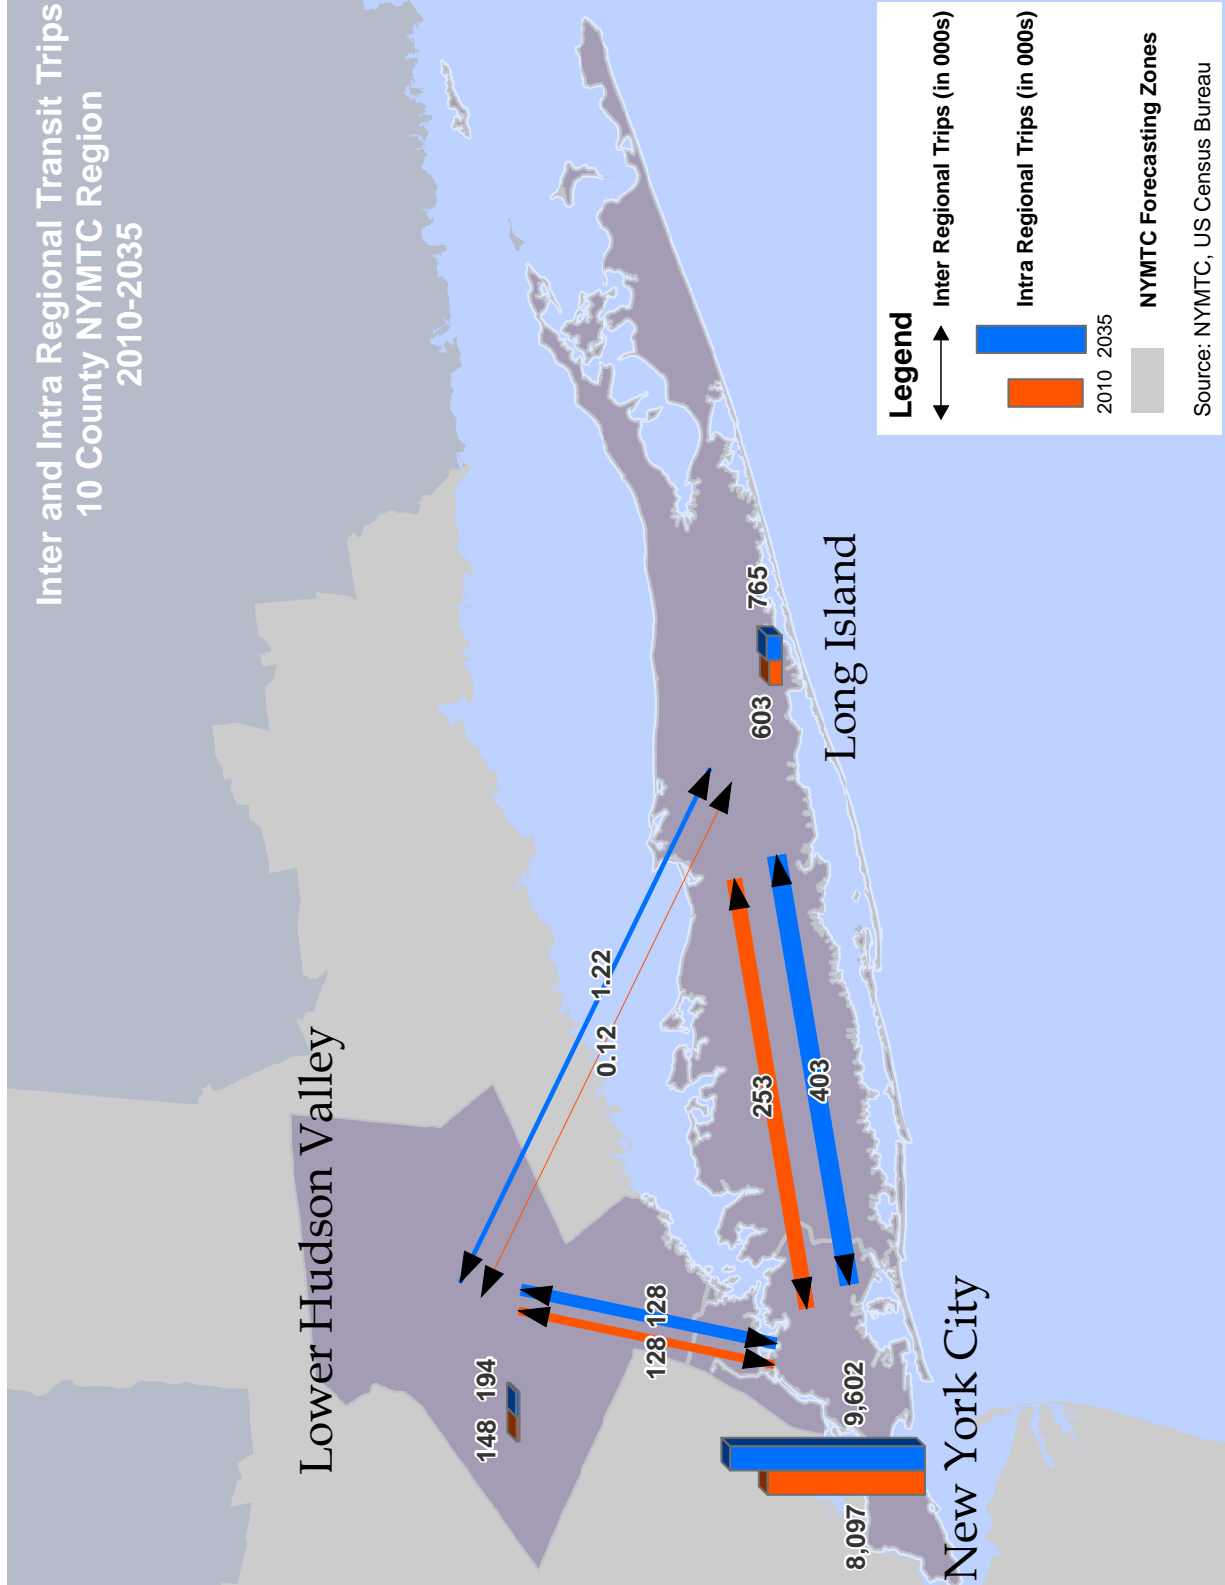 Inter and Intra Regional Transit Trips
10 County NYMTC Region
2010-2035
Lower Hudson Valley
148 194
128 128
0.12 1.22
253
403
603 765
Long Island
8,097 9,602
New York City
Legend
Inter Regional Trips (in 000s)
Intra Regional Trips (in 000s)
2010 2035
NYMTC Forecasting Zones
Source: NYMTC, US Census Bureau